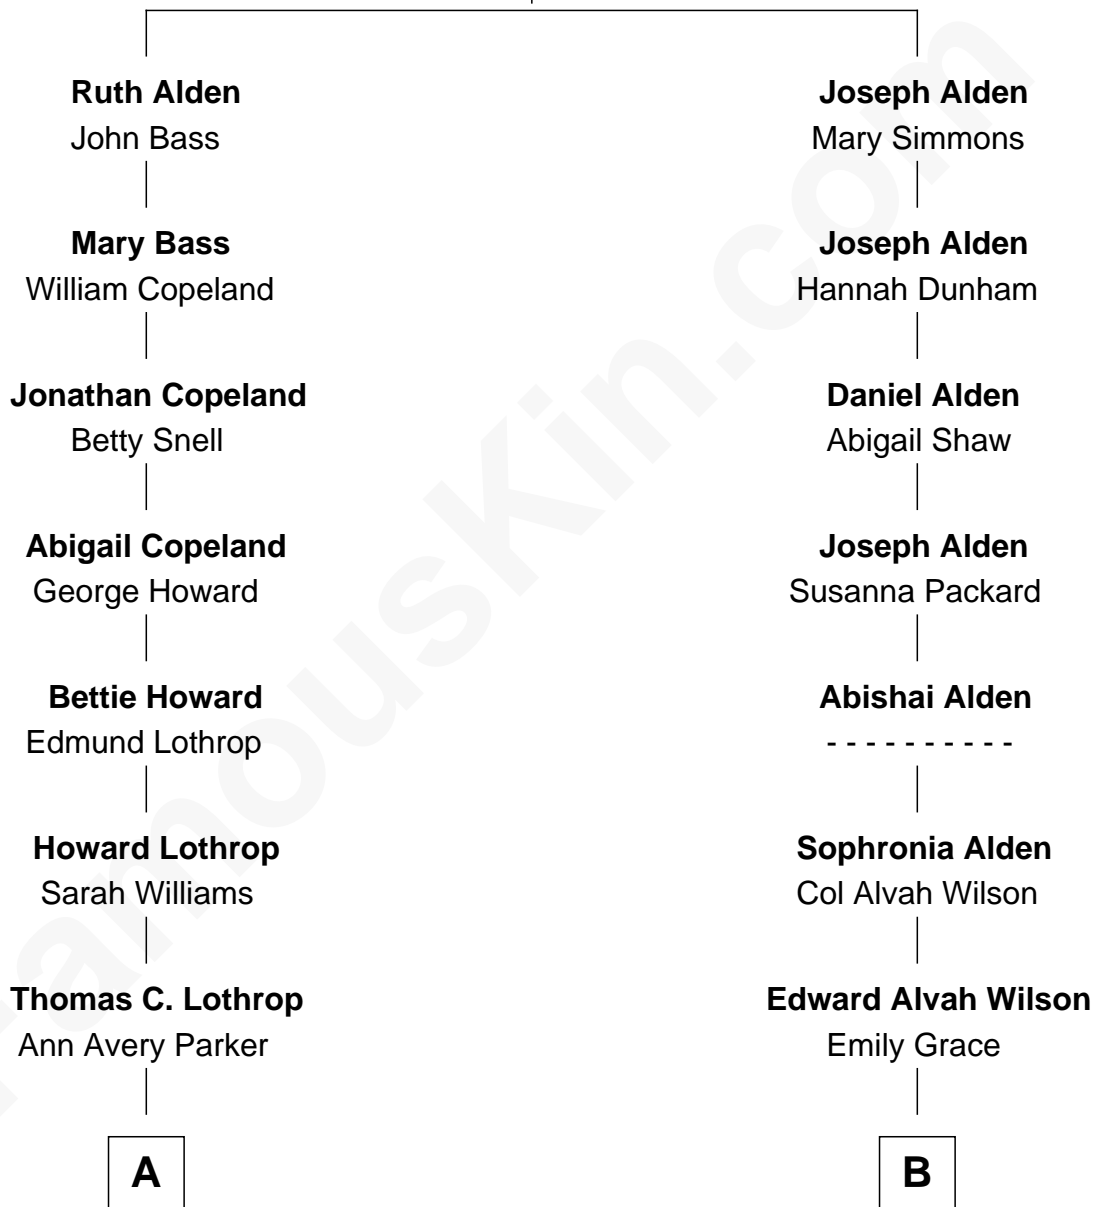 Ruth Alden
John Bass
Joseph Alden
Mary Simmons
Mary Bass
William Copeland
Joseph Alden
Hannah Dunham
Jonathan Copeland
Betty Snell
Daniel Alden
Abigail Shaw
Abigail Copeland
George Howard
Joseph Alden
Susanna Packard
Bettie Howard
Edmund Lothrop
Abishai Alden
- - - - - - - - - -
Howard Lothrop
Sarah Williams
Sophronia Alden
Col Alvah Wilson
Thomas C. Lothrop
Ann Avery Parker
Edward Alvah Wilson
Emily Grace
A
B
FamousKin.com